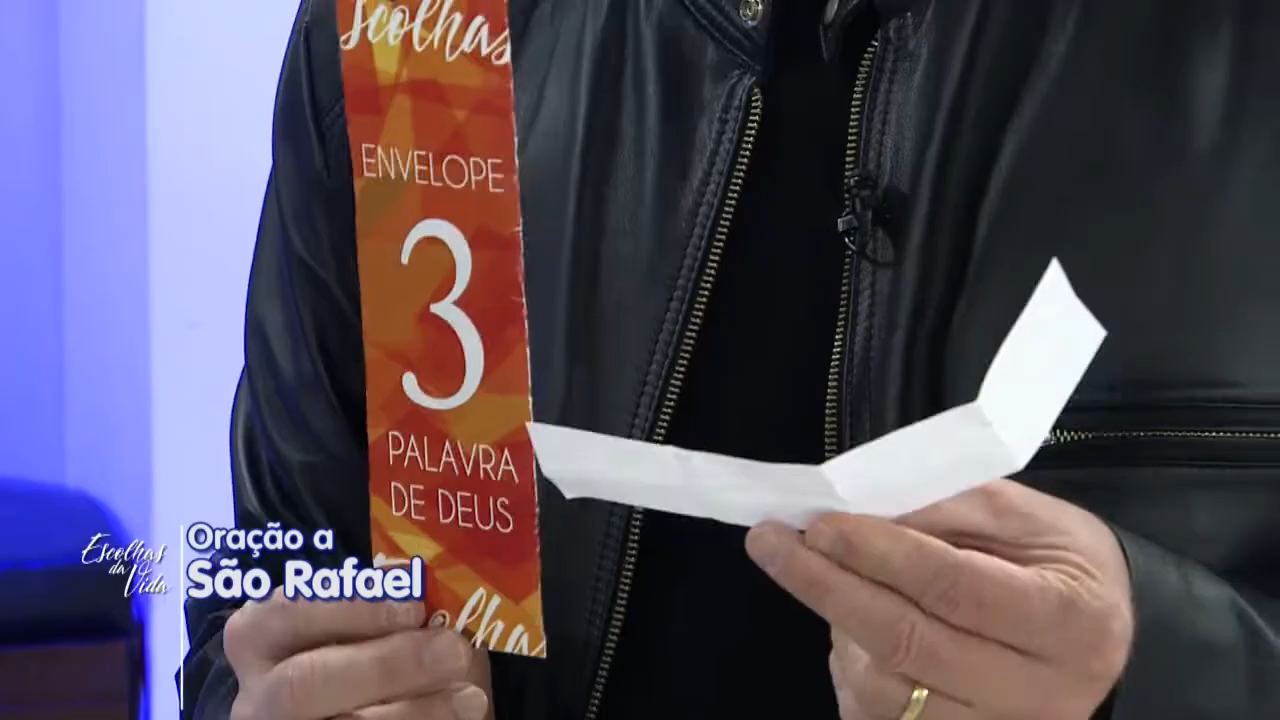 Escolhas
ENVELOPE
3
PALAVRA
DE DEUS
Escolhas
da
Vida
Oração a
São Rafael